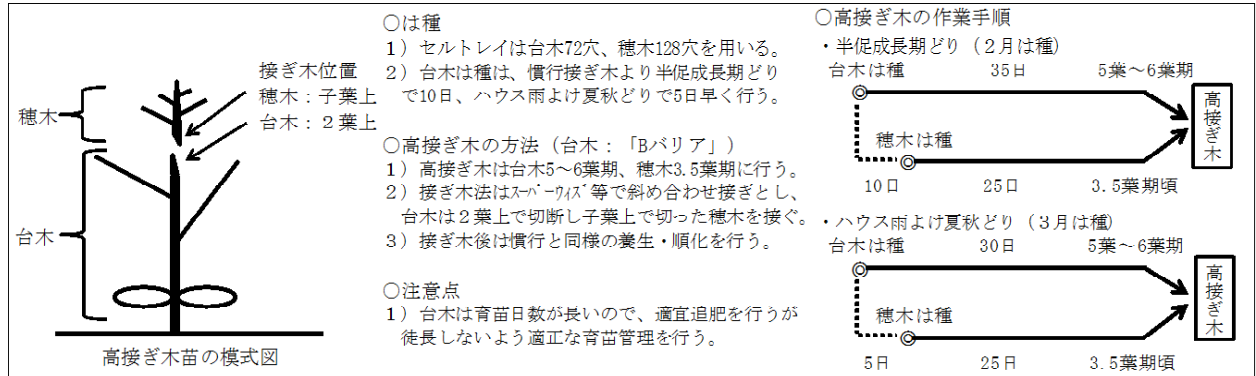 接ぎ木位置
穂木：子葉上
台木：２葉上
穂木
台木
高接ぎ木苗の模式図
○は種
1）セルトレイは台木72穴、穂木128穴を用いる。
2）台木は種は、慣行接ぎ木より半促成長期どり
で10日、ハウス雨よけ夏秋どりで5日早く行う。
○高接ぎ木の方法（台木：「Bバリア」）
1）高接ぎ木は台木5～6葉期、穂木3.5葉期に行う。
2）接ぎ木法はｽｰﾊﾟｰｳｨｽﾞ等で斜め合わせ接ぎとし、
台木は２葉上で切断し子葉上で切った穂木を接ぐ。
3）接ぎ木後は慣行と同様の養生・順化を行う。
○注意点
1）台木は育苗日数が長いので、適宜追肥を行うが
徒長しないよう適正な育苗管理を行う。
○高接ぎ木の作業手順
・半促成長期どり（２月は種）
台木は種 35日 5葉～6葉期
高接ぎ木
穂木は種
10日 25日 3.5葉期頃
・ハウス雨よけ夏秋どり（３月は種）
台木は種 30日 5葉～6葉期
高接ぎ木
穂木は種
5日 25日 3.5葉期頃